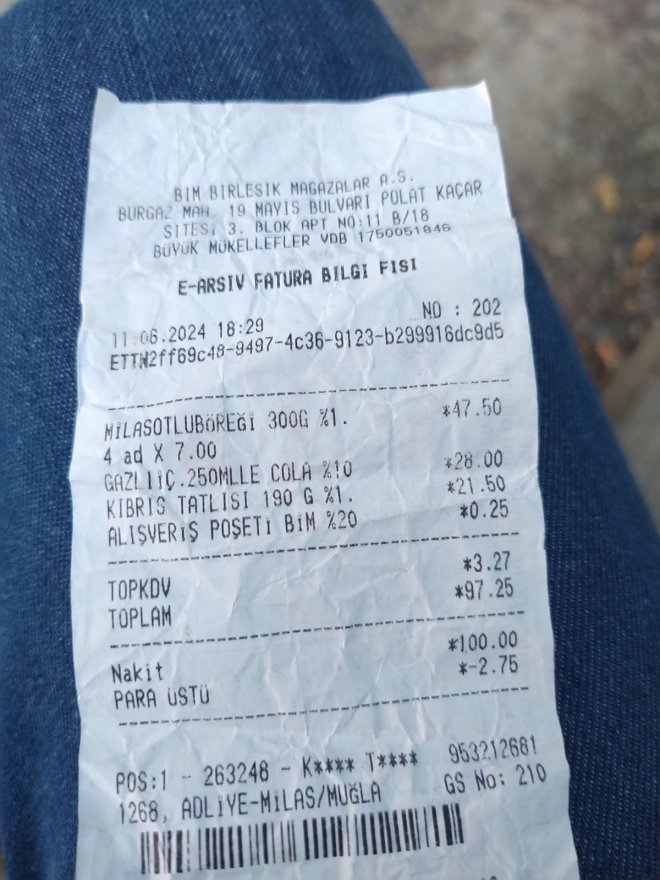 BIM BIRLESIK MAGAZALAR A.S.
BURGAZ MAH. 19 MAYIS BULVARI POLAT KAÇAR
SITESI 3. BLOK APT NO:11 B/18
BÜYÜK MÜKELLEFLER VDB 1750051846
E-ARSIV FATURA BILGI FISI
11.06.2024 18:29 NO : 202
ETTN2ff69c48-9497-4c36-9123-b299916dc9d5
MİLASOTLUBÖREĞİ 300G %1. *47.50
4 ad X 7.00
GAZLIİÇ.250MLLE COLA %10 *28.00
KIBRIS TATLISI 190 G %1. *21.50
ALIŞVERİŞ POŞETİ BİM %20 *0.25
TOPKDV *3.27
TOPLAM *97.25
Nakit *100.00
PARA ÜSTÜ *-2.75
POS:1 - 263248 - K**** T**** 953212681
1268, ADLİYE-MİLAS/MUĞLA GS No: 210